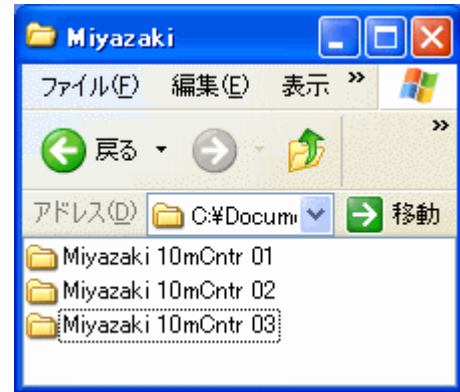 Miyazaki
ファイル(F) 編集(E) 表示 »
戻る »
アドレス(D) C:¥Docum 移動
Miyazaki 10mCntr 01
Miyazaki 10mCntr 02
Miyazaki 10mCntr 03